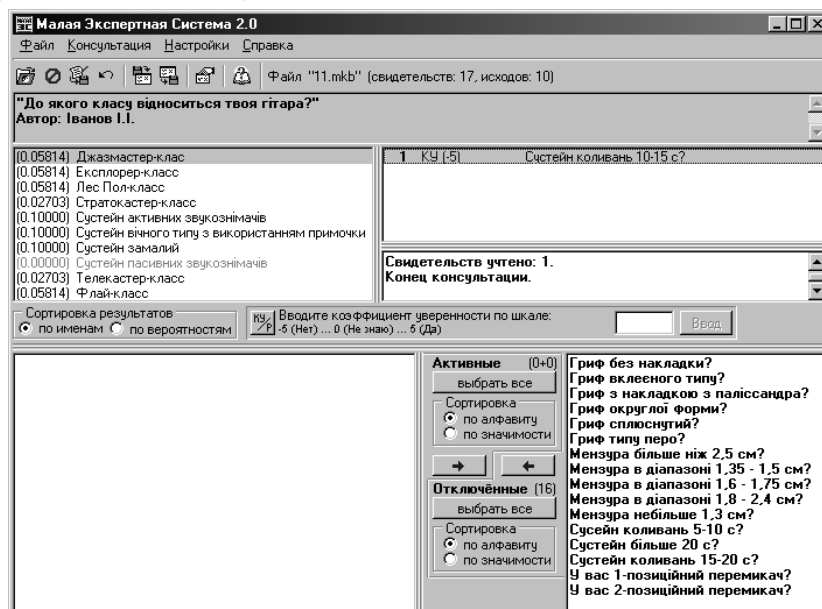 Малая Экспертная Система 2.0
Файл Консультация Настройки Справка
Файл "11.mkb" (свидетельств: 17, исходов: 10)
"До якого класу відноситься твоя гітара?"
Автор: Іванов І.І.
(0.05814) Джазмастер-клас
(0.05814) Експлорер-класс
(0.05814) Лес Пол-класс
(0.02703) Стратокастер-класс
(0.10000) Сустейн активних звукознімачів
(0.10000) Сустейн вічного типу з використанням примочки
(0.10000) Сустейн замалий
(0.00000) Сустейн пасивних звукознімачів
(0.02703) Телекастер-класс
(0.05814) Флай-класс
1 КУ (-5) Сустейн коливань 10-15 с?
Свидетельств учтено: 1.
Конец консультации.
Сортировка результатов
по именам по вероятностям
КУ/Р
Вводите коэффициент уверенности по шкале:
-5 (Нет) ... 0 (Не знаю) ... 5 (Да)
Ввод
Активные (0+0)
выбрать все
Сортировка
по алфавиту
по значимости
Отключённые (16)
выбрать все
Сортировка
по алфавиту
по значимости
Гриф без накладки?
Гриф вклеєного типу?
Гриф з накладкою з паліссандра?
Гриф округлої форми?
Гриф сплюснутий?
Гриф типу перо?
Мензура більше ніж 2,5 см?
Мензура в діапазоні 1,35 - 1,5 см?
Мензура в діапазоні 1,6 - 1,75 см?
Мензура в діапазоні 1,8 - 2,4 см?
Мензура небільше 1,3 см?
Сусейн коливань 5-10 с?
Сустейн більше 20 с?
Сустейн коливань 15-20 с?
У вас 1-позиційний перемикач?
У вас 2-позиційний перемикач?